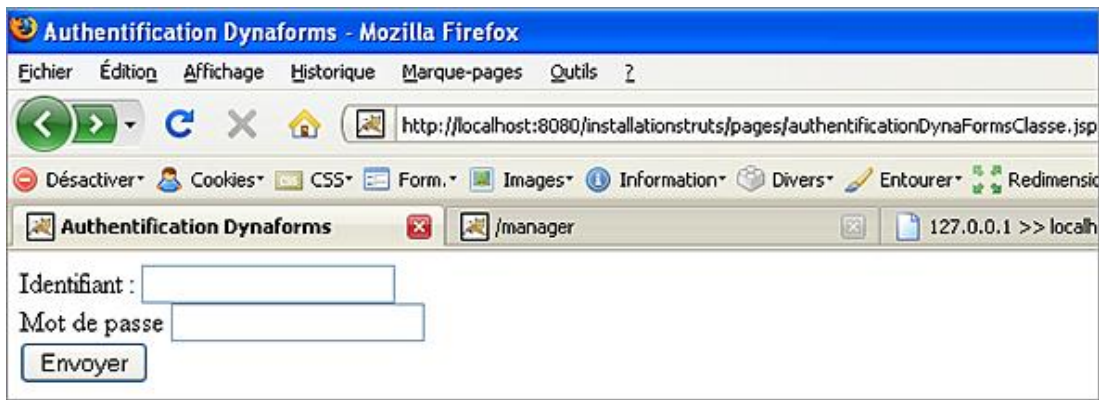 Authentification Dynaforms - Mozilla Firefox
Fichier Édition Affichage Historique Marque-pages Outils ?
http://localhost:8080/installationstruts/pages/authentificationDynaFormsClasse.jsp
Désactiver Cookies CSS Form. Images Information Divers Entourer Redimensio
Authentification Dynaforms /manager 127.0.0.1 >> localh
Identifiant :
Mot de passe
Envoyer